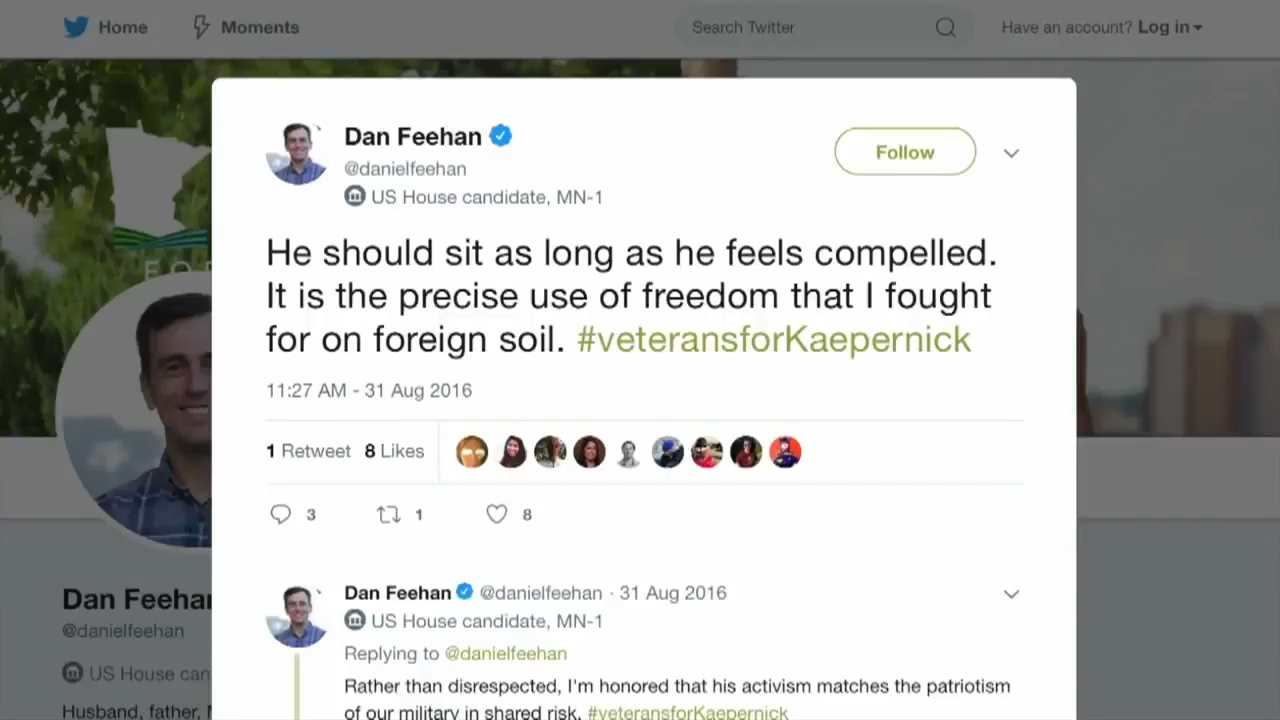 Home Moments Search Twitter Have an account? Log in
Dan Feehan
@danielfeehan
US House candidate, MN-1
Follow
He should sit as long as he feels compelled.
It is the precise use of freedom that I fought
for on foreign soil. #veteransforKaepernick
11:27 AM - 31 Aug 2016
1 Retweet 8 Likes
3 1 8
Dan Feehan @danielfeehan · 31 Aug 2016
US House candidate, MN-1
Replying to @danielfeehan
Rather than disrespected, I'm honored that his activism matches the patriotism
of our military in shared risk. #veteransforKaepernick
Dan Feehan
@danielfeehan
US House can
Husband, father,